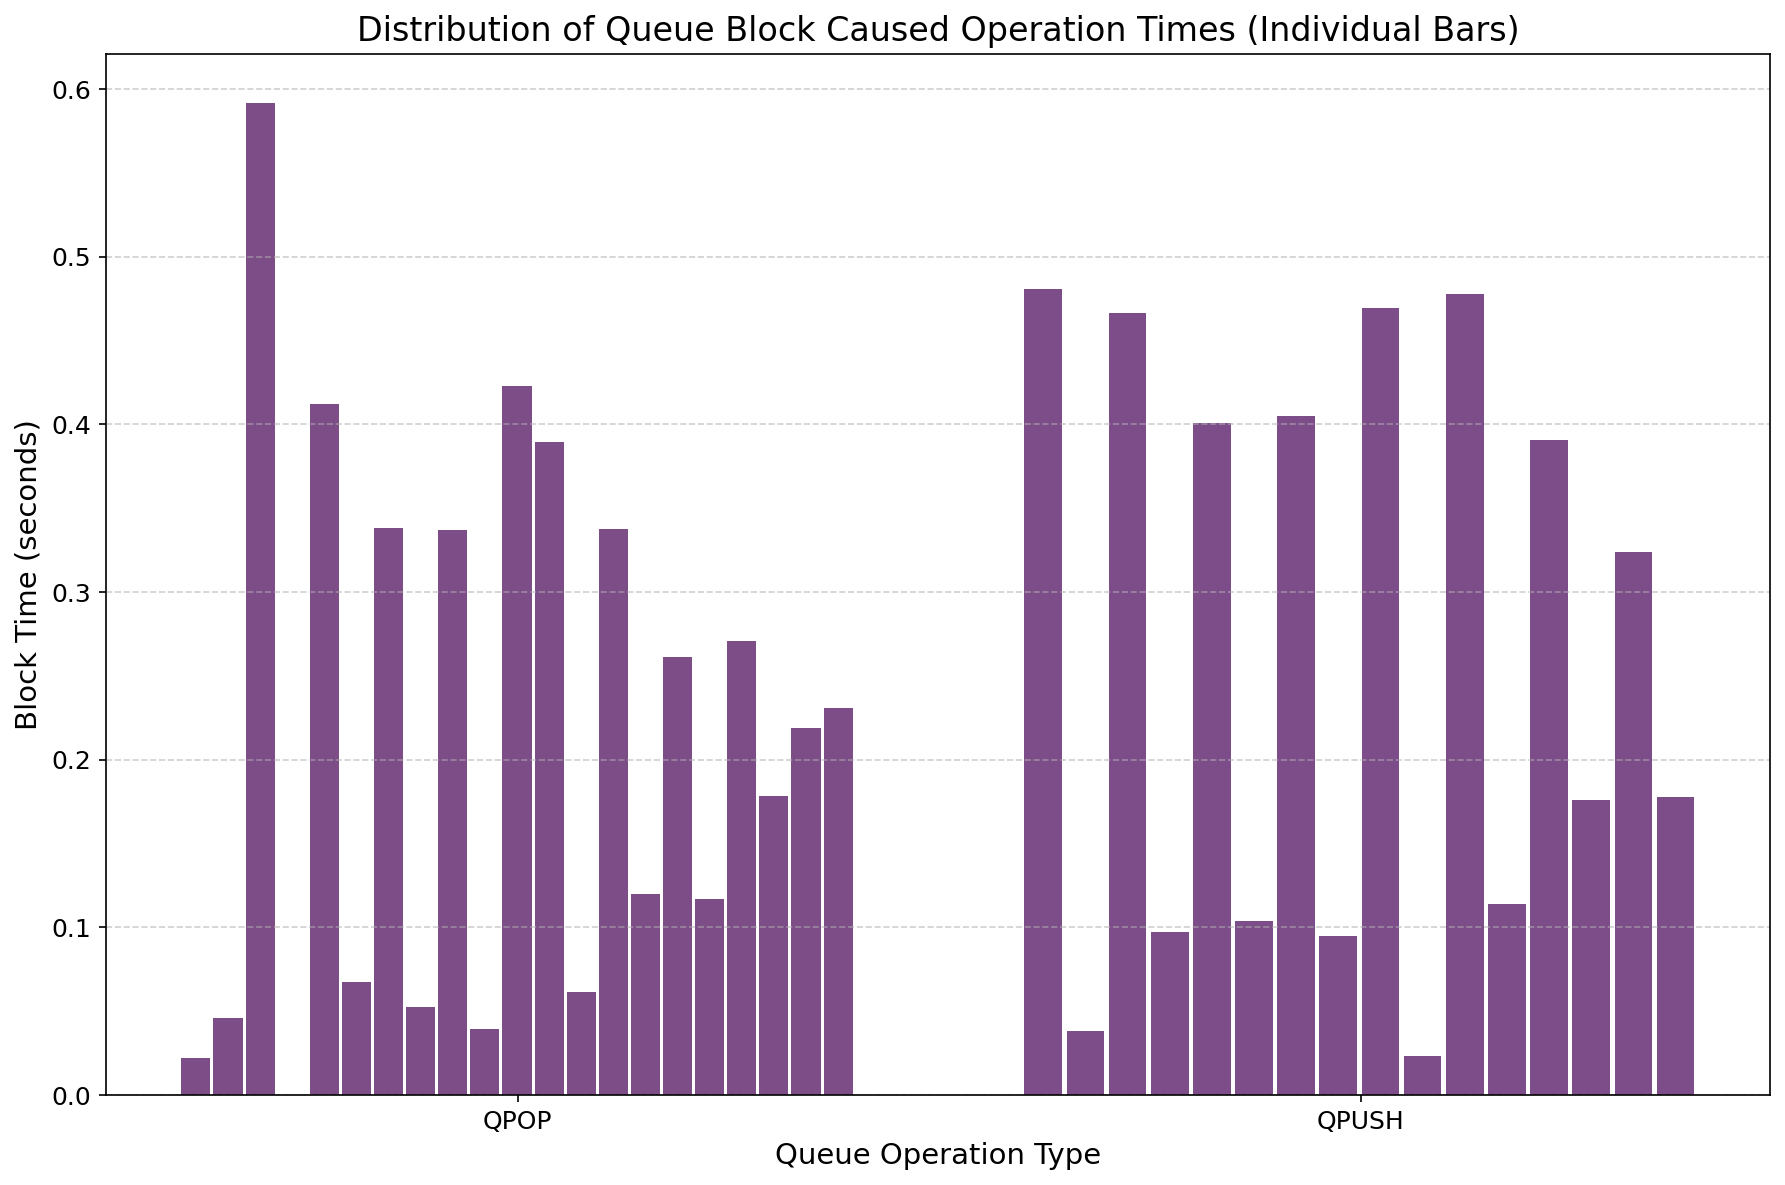 Distribution of Queue Block Caused Operation Times (Individual Bars)
Block Time (seconds)
0.6
0.5
0.4
0.3
0.2
0.1
0.0
QPOP QPUSH
Queue Operation Type